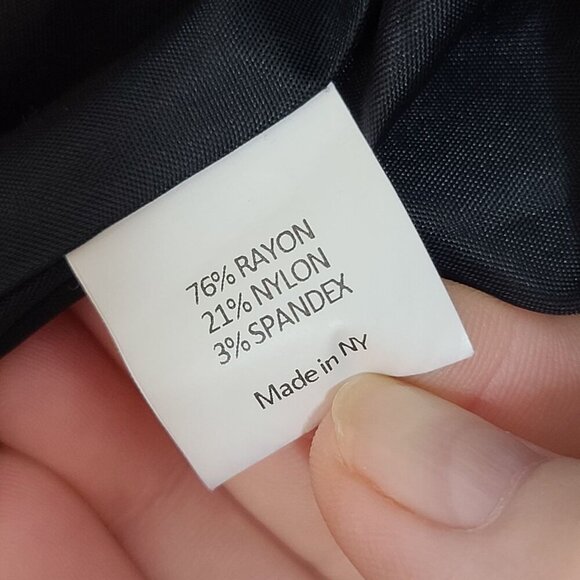 76% RAYON
21% NYLON
3% SPANDEX
Made in NY